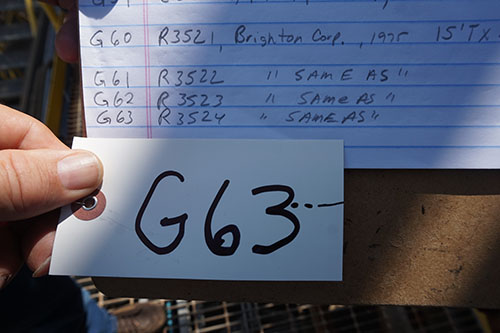 G60 R3521, Brighton Corp., 1975 15' TX
G61 R3522 " SAME AS "
G62 R3523 " SAME AS "
G63 R3524 " SAME AS "
G63